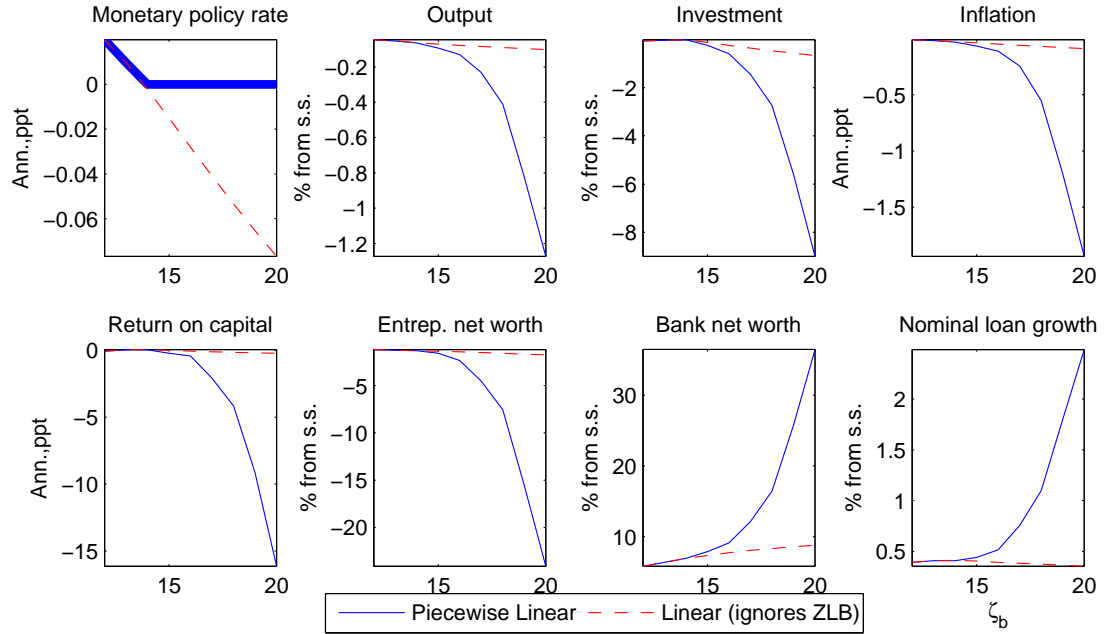 Monetary policy rate
Output
Investment
Inflation
Ann.,ppt
0
−0.02
−0.04
−0.06
15
20
% from s.s.
−0.2
−0.4
−0.6
−0.8
−1
−1.2
15
20
% from s.s.
−2
−4
−6
−8
15
20
Ann.,ppt
−0.5
−1
−1.5
15
20
Return on capital
Entrep. net worth
Bank net worth
Nominal loan growth
Ann.,ppt
0
−5
−10
−15
15
20
% from s.s.
−5
−10
−15
−20
15
20
% from s.s.
30
20
10
15
20
% from s.s.
2
1.5
1
0.5
15
20
ζb
Piecewise Linear
Linear (ignores ZLB)